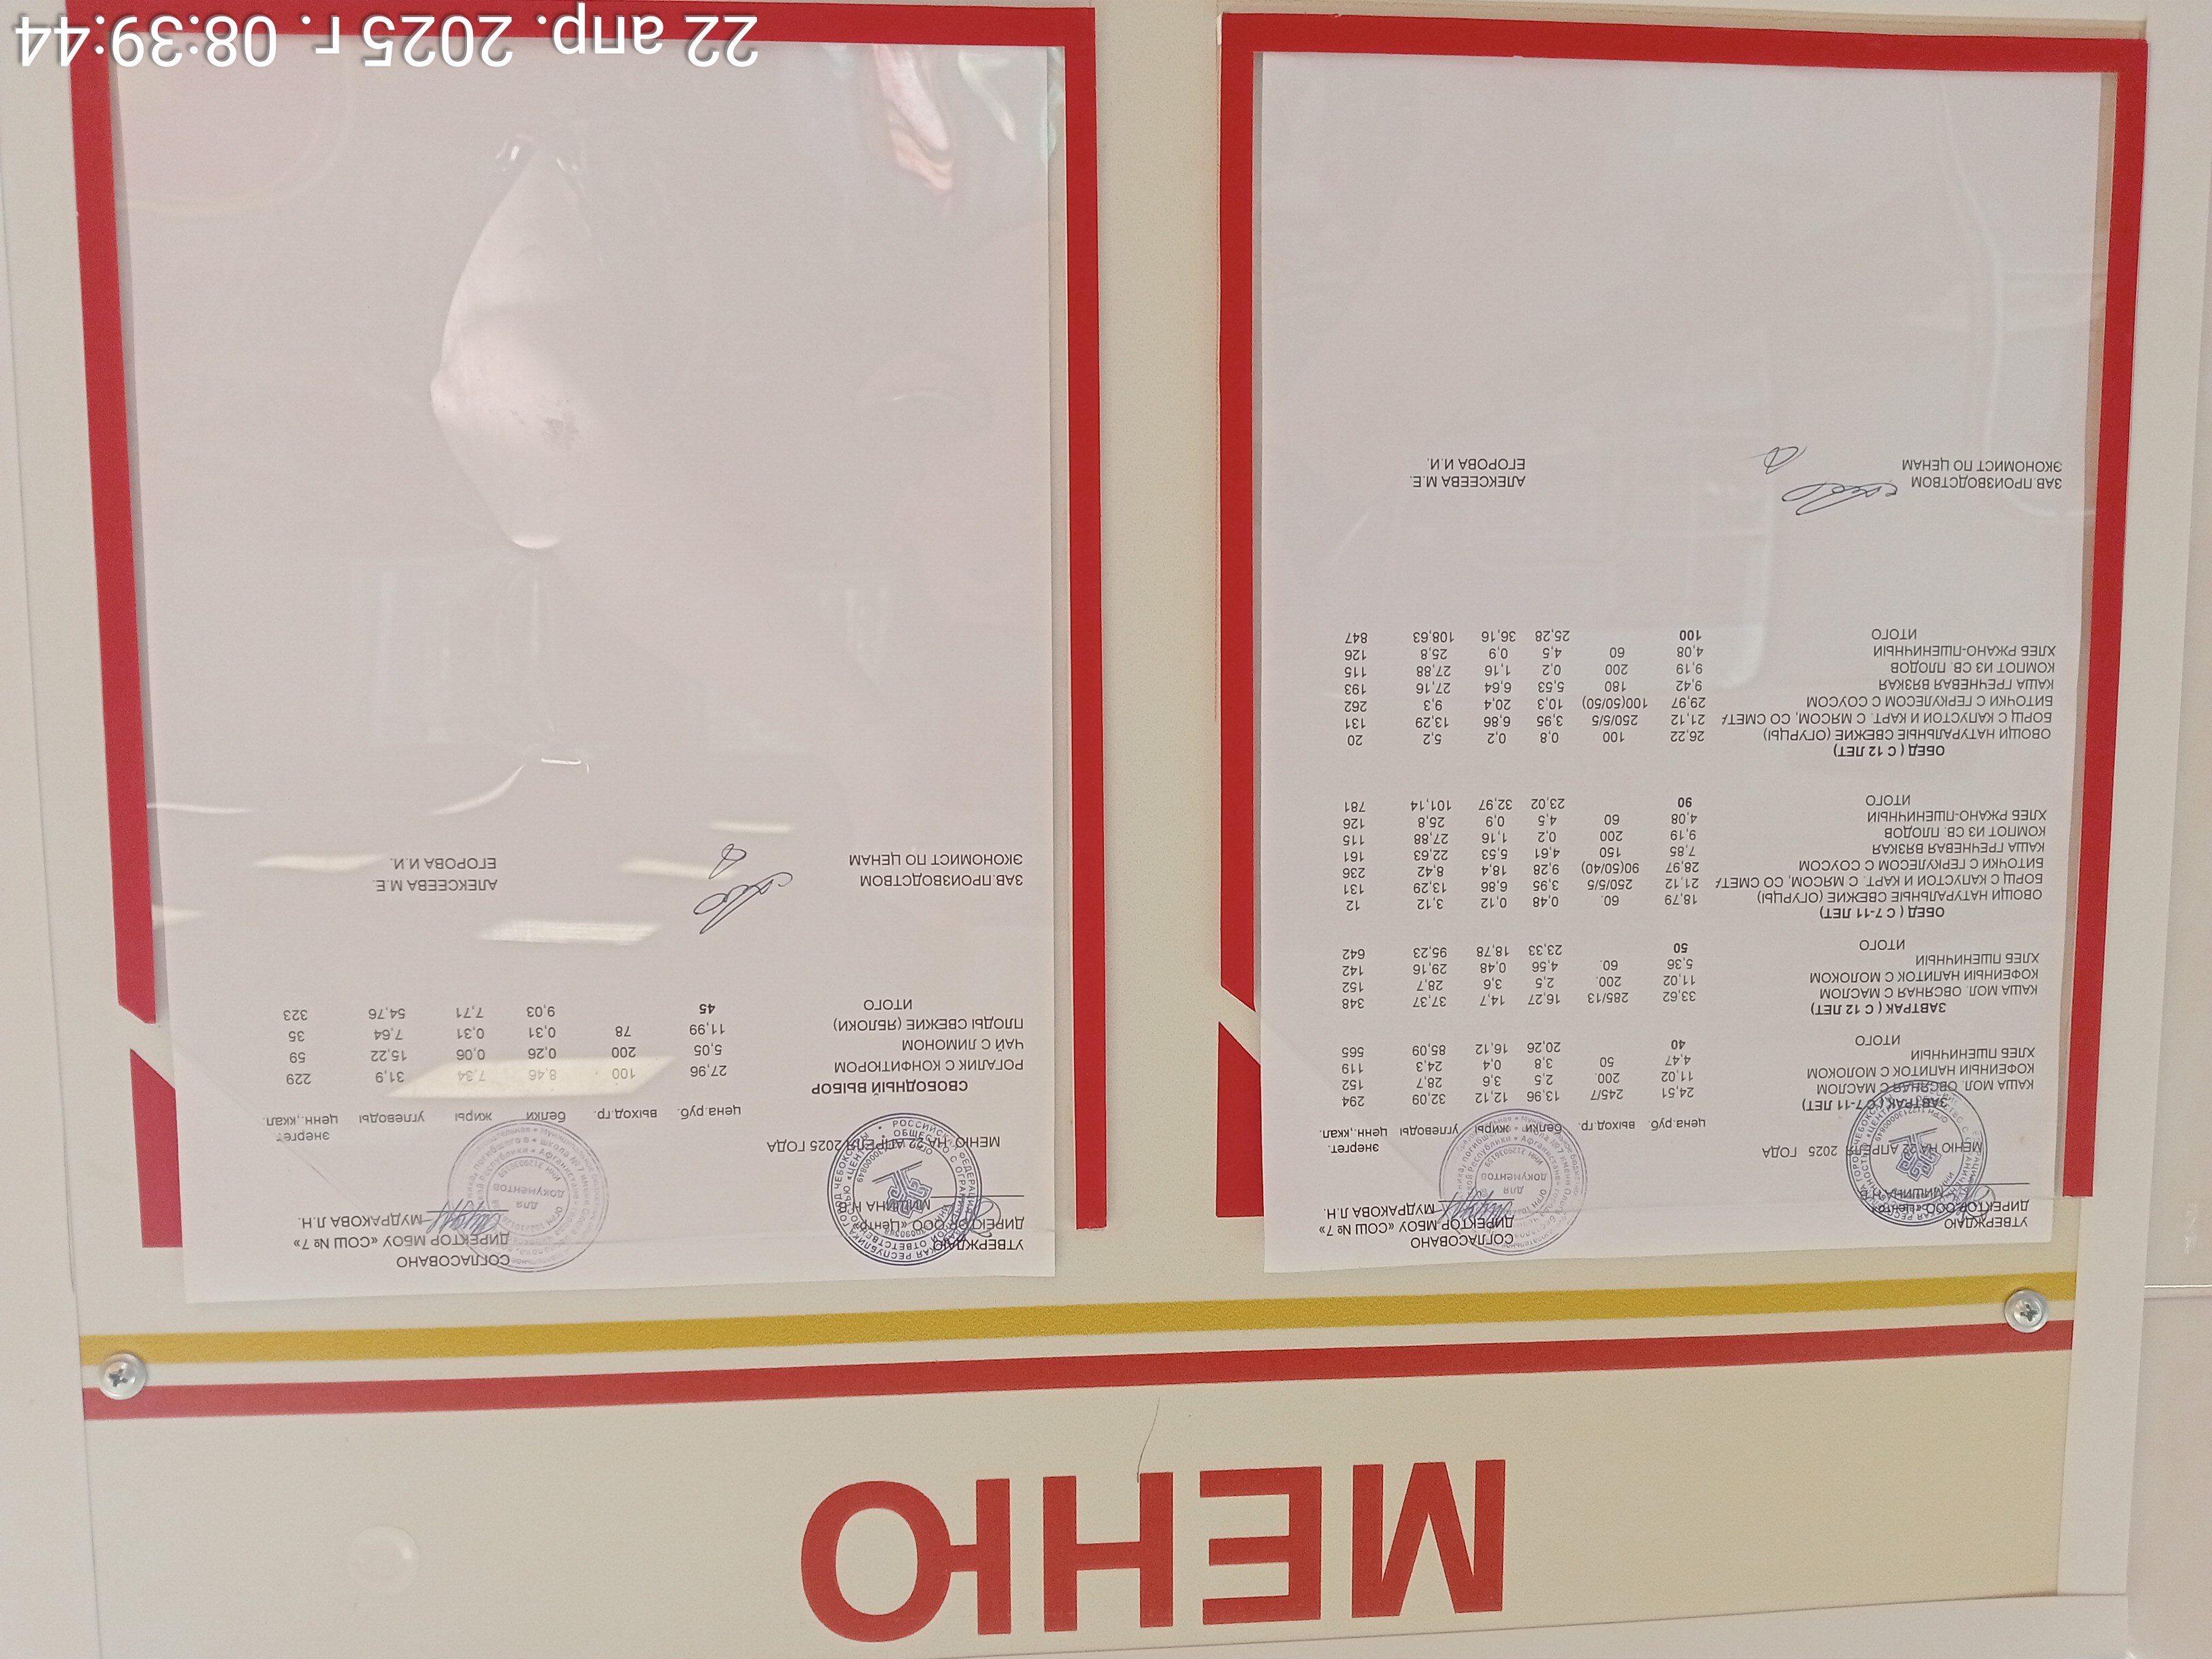 МЕНЮ
УТВЕРЖДАЮ
ДИРЕКТОР ООО «Центр»
МИШИНА Н.В.
СОГЛАСОВАНО
ДИРЕКТОР МБОУ «СОШ № 7»
МУДРАКОВА Л.Н.
МЕНЮ НА 22 АПРЕЛЯ 2025 ГОДА
цена руб. выход.гр. белки жиры углеводы энергет. ценн.,ккал.
ЗАВТРАК ( С 7-11 ЛЕТ)
КАША МОЛ. ОВСЯНАЯ С МАСЛОМ 24,51 245/7 13,96 12,12 32,09 294
КОФЕЙНЫЙ НАПИТОК С МОЛОКОМ 11,02 200. 2,5 3,6 28,7 152
ХЛЕБ ПШЕНИЧНЫЙ 4,47 50 3,8 0,4 24,3 119
ИТОГО 40 20,26 16,12 85,09 565
ЗАВТРАК ( С 12 ЛЕТ)
КАША МОЛ. ОВСЯНАЯ С МАСЛОМ 33,62 285/13 16,27 14,7 37,37 348
КОФЕЙНЫЙ НАПИТОК С МОЛОКОМ 11,02 200. 2,5 3,6 28,7 152
ХЛЕБ ПШЕНИЧНЫЙ 5,36 60. 4,56 0,48 29,16 142
ИТОГО 50 23,33 18,78 95,23 642
ОБЕД ( С 7-11 ЛЕТ)
ОВОЩИ НАТУРАЛЬНЫЕ СВЕЖИЕ (ОГУРЦЫ) 18,79 60. 0,48 0,12 3,12 12
БОРЩ С КАПУСТОЙ И КАРТ. С МЯСОМ, СО СМЕТА 21,12 250/5/5 3,95 6,86 13,29 131
БИТОЧКИ С ГЕРКУЛЕСОМ С СОУСОМ 28,97 90(50/40) 9,28 18,4 8,42 236
КАША ГРЕЧНЕВАЯ ВЯЗКАЯ 7,85 150 4,61 5,53 22,63 161
КОМПОТ ИЗ СВ. ПЛОДОВ 9,19 200 0,2 1,16 27,88 115
ХЛЕБ РЖАНО-ПШЕНИЧНЫЙ 4,08 60 4,5 0,9 25,8 126
ИТОГО 90 23,02 32,97 101,14 781
ОБЕД ( С 12 ЛЕТ)
ОВОЩИ НАТУРАЛЬНЫЕ СВЕЖИЕ (ОГУРЦЫ) 26,22 100 0,8 0,2 5,2 20
БОРЩ С КАПУСТОЙ И КАРТ. С МЯСОМ, СО СМЕТА 21,12 250/5/5 3,95 6,86 13,29 131
БИТОЧКИ С ГЕРКУЛЕСОМ С СОУСОМ 29,97 100(50/50) 10,3 20,4 9,3 262
КАША ГРЕЧНЕВАЯ ВЯЗКАЯ 9,42 180 5,53 6,64 27,16 193
КОМПОТ ИЗ СВ. ПЛОДОВ 9,19 200 0,2 1,16 27,88 115
ХЛЕБ РЖАНО-ПШЕНИЧНЫЙ 4,08 60 4,5 0,9 25,8 126
ИТОГО 100 25,28 36,16 108,63 847
ЗАВ.ПРОИЗВОДСТВОМ АЛЕКСЕЕВА М.Е.
ЭКОНОМИСТ ПО ЦЕНАМ ЕГОРОВА И.И.
УТВЕРЖДАЮ
ДИРЕКТОР ООО «Центр»
МИШИНА Н.В.
СОГЛАСОВАНО
ДИРЕКТОР МБОУ «СОШ № 7»
МУДРАКОВА Л.Н.
МЕНЮ НА 22 АПРЕЛЯ 2025 ГОДА
цена руб. выход.гр. белки жиры углеводы энергет. ценн.,ккал.
СВОБОДНЫЙ ВЫБОР
РОГАЛИК С КОНФИТЮРОМ 27,96 100 8,46 7,34 31,9 229
ЧАЙ С ЛИМОНОМ 5,05 200 0,26 0,06 15,22 59
ПЛОДЫ СВЕЖИЕ (ЯБЛОКИ) 11,99 78 0,31 0,31 7,64 35
ИТОГО 45 9,03 7,71 54,76 323
ЗАВ.ПРОИЗВОДСТВОМ АЛЕКСЕЕВА М.Е.
ЭКОНОМИСТ ПО ЦЕНАМ ЕГОРОВА И.И.
22 апр. 2025 г. 08:39:44